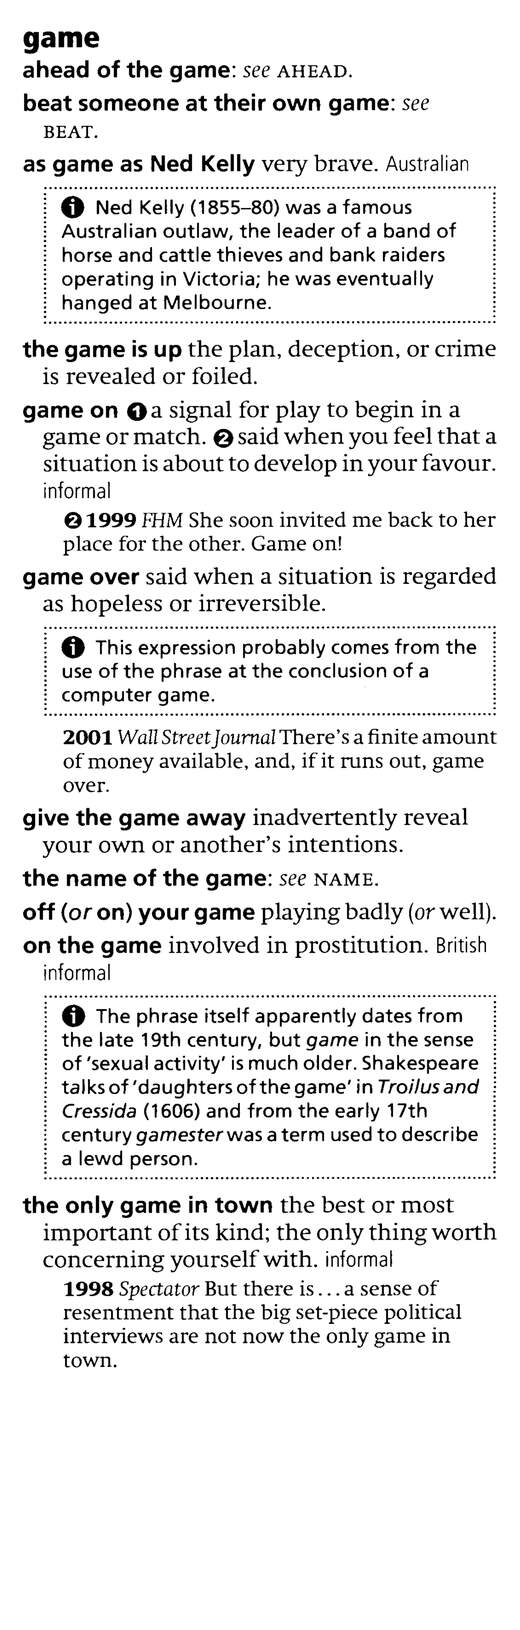 game
ahead of the game: see AHEAD.
beat someone at their own game: see
BEAT.
as game as Ned Kelly very brave. Australian
ℹ Ned Kelly (1855–80) was a famous
Australian outlaw, the leader of a band of
horse and cattle thieves and bank raiders
operating in Victoria; he was eventually
hanged at Melbourne.
the game is up the plan, deception, or crime
is revealed or foiled.
game on ❶ a signal for play to begin in a
game or match. ❷ said when you feel that a
situation is about to develop in your favour.
informal
❷ 1999 FHM She soon invited me back to her
place for the other. Game on!
game over said when a situation is regarded
as hopeless or irreversible.
ℹ This expression probably comes from the
use of the phrase at the conclusion of a
computer game.
2001 Wall Street Journal There's a finite amount
of money available, and, if it runs out, game
over.
give the game away inadvertently reveal
your own or another's intentions.
the name of the game: see NAME.
off (or on) your game playing badly (or well).
on the game involved in prostitution. British
informal
ℹ The phrase itself apparently dates from
the late 19th century, but game in the sense
of 'sexual activity' is much older. Shakespeare
talks of 'daughters of the game' in Troilus and
Cressida (1606) and from the early 17th
century gamester was a term used to describe
a lewd person.
the only game in town the best or most
important of its kind; the only thing worth
concerning yourself with. informal
1998 Spectator But there is...a sense of
resentment that the big set-piece political
interviews are not now the only game in
town.